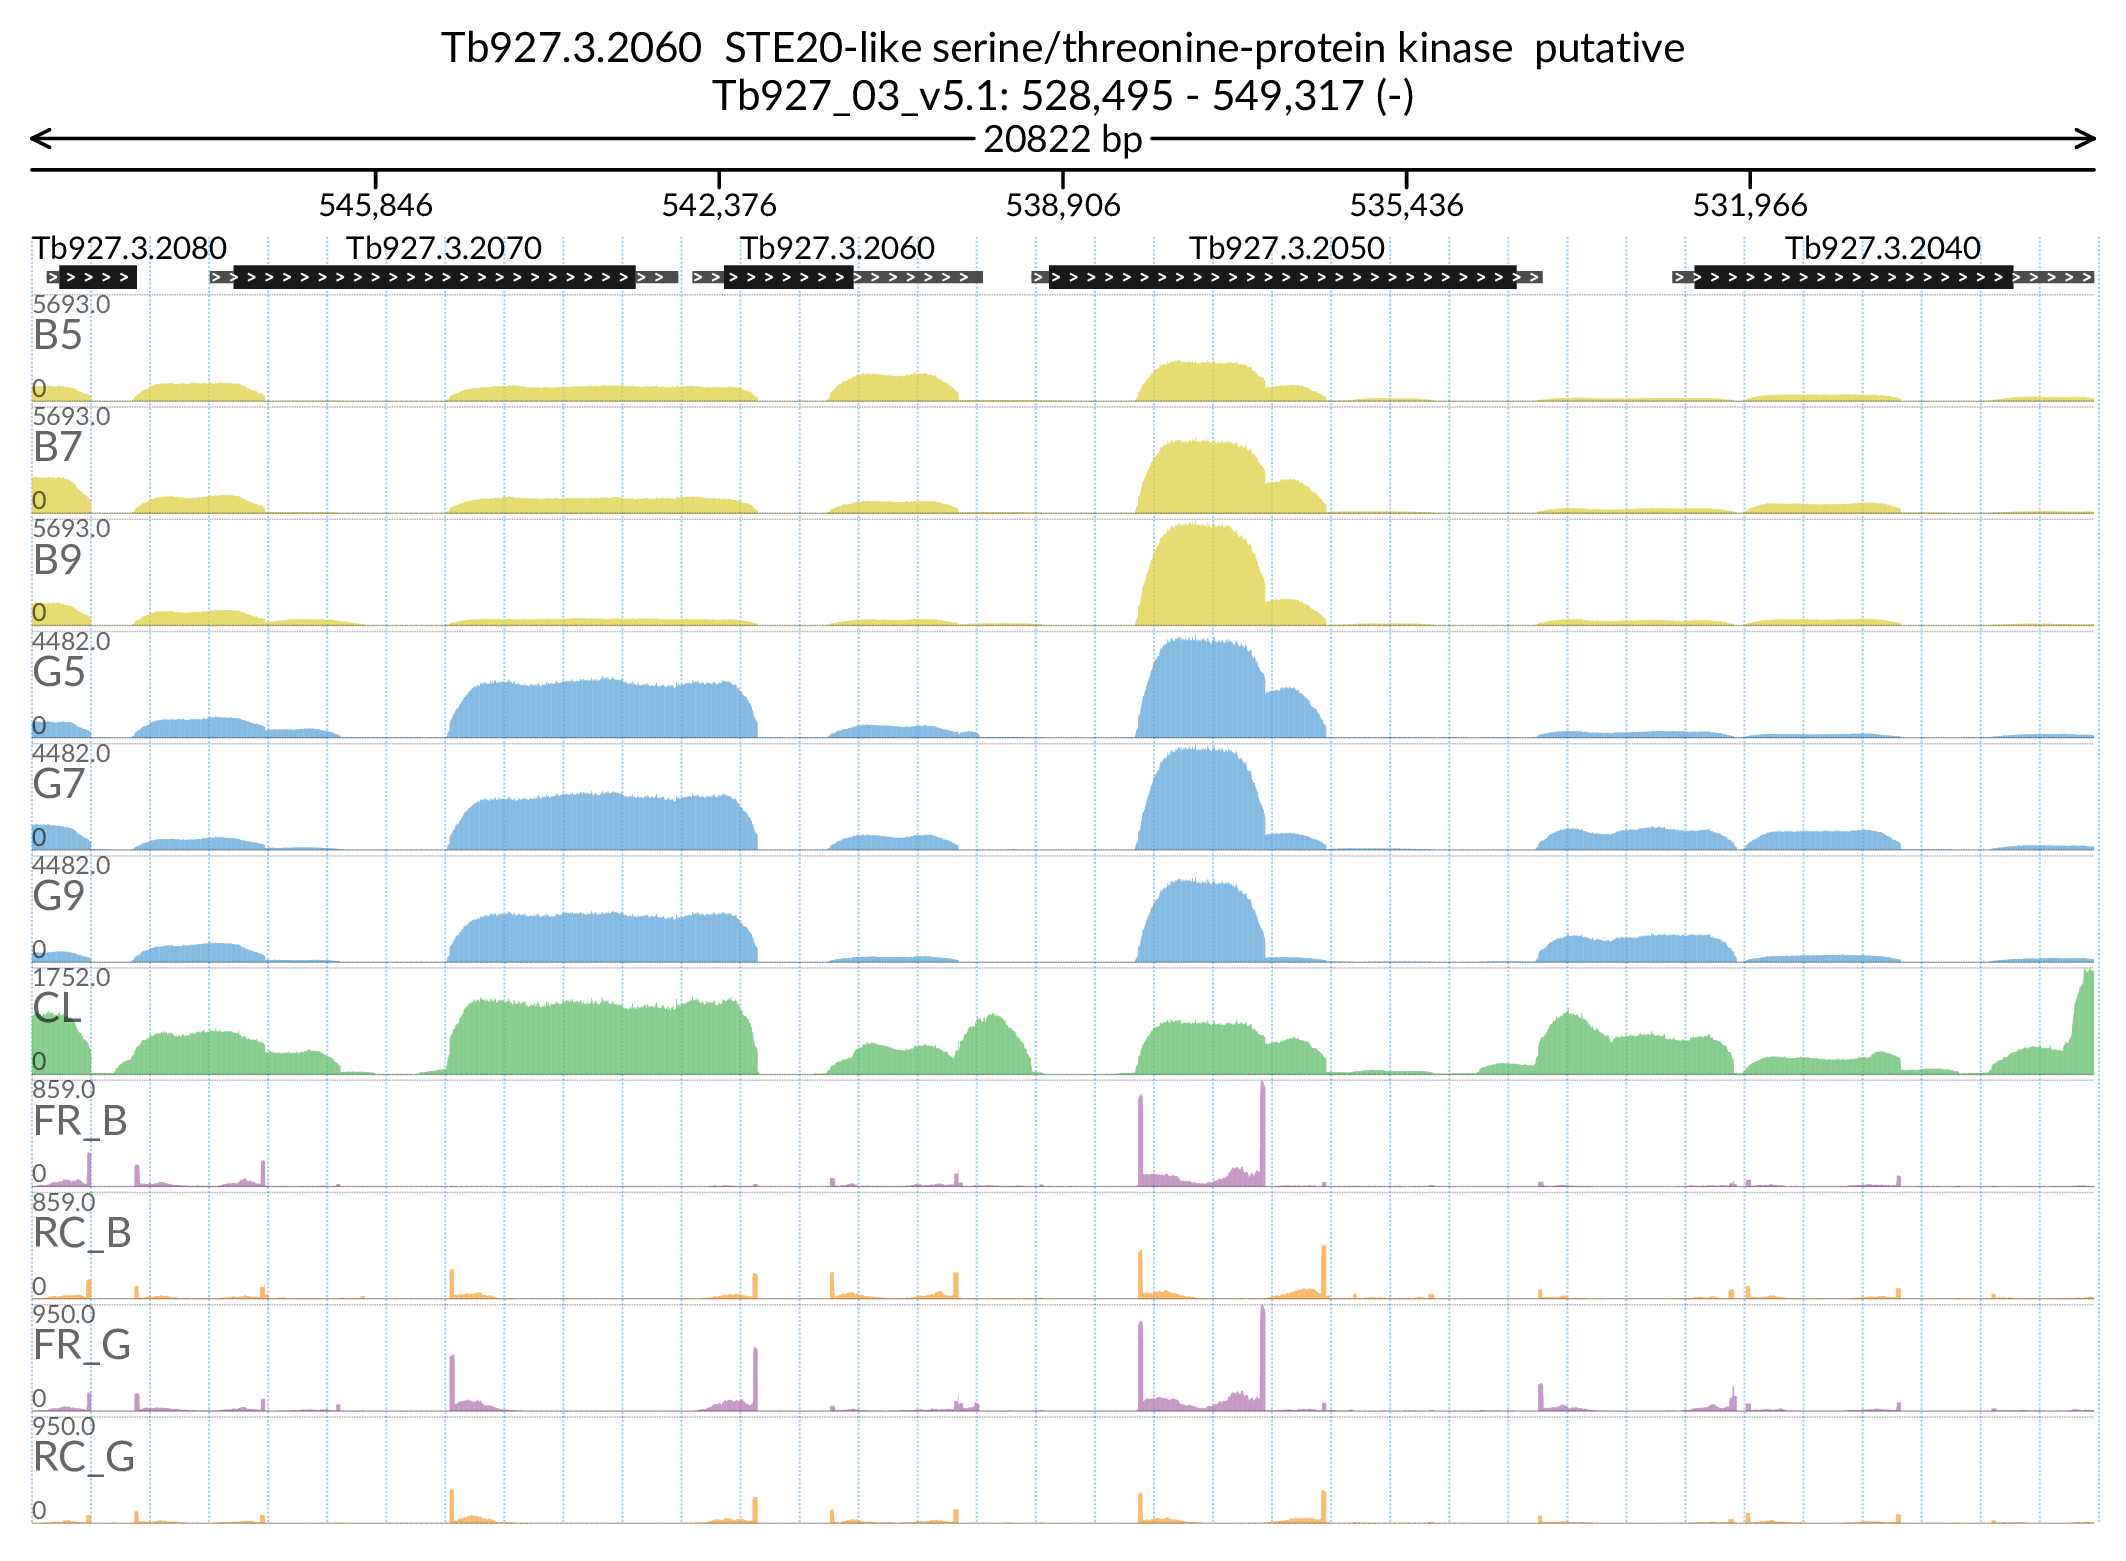 Tb927.3.2060  STE20-like serine/threonine-protein kinase  putative
Tb927_03_v5.1: 528,495 - 549,317 (-)
20822 bp
545,846 542,376 538,906 535,436 531,966
Tb927.3.2080 Tb927.3.2070 Tb927.3.2060 Tb927.3.2050 Tb927.3.2040
5693.0
B5
0
5693.0
B7
0
5693.0
B9
0
4482.0
G5
0
4482.0
G7
0
4482.0
G9
0
1752.0
CL
0
859.0
FR_B
0
859.0
RC_B
0
950.0
FR_G
0
950.0
RC_G
0